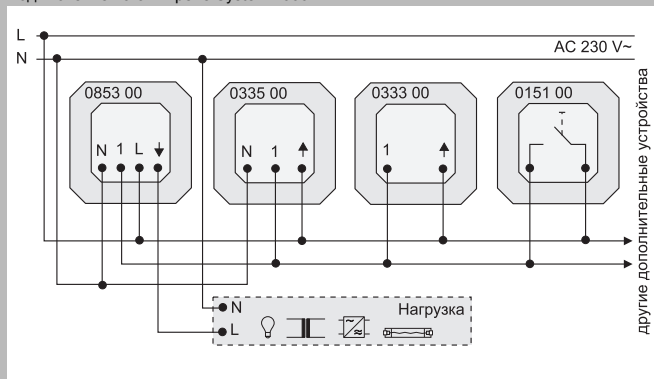 L
N
AC 230 V~
0853 00
0335 00
0333 00
0151 00
N 1 L
N 1
1
другие дополнительные устройства
N
Нагрузка
L